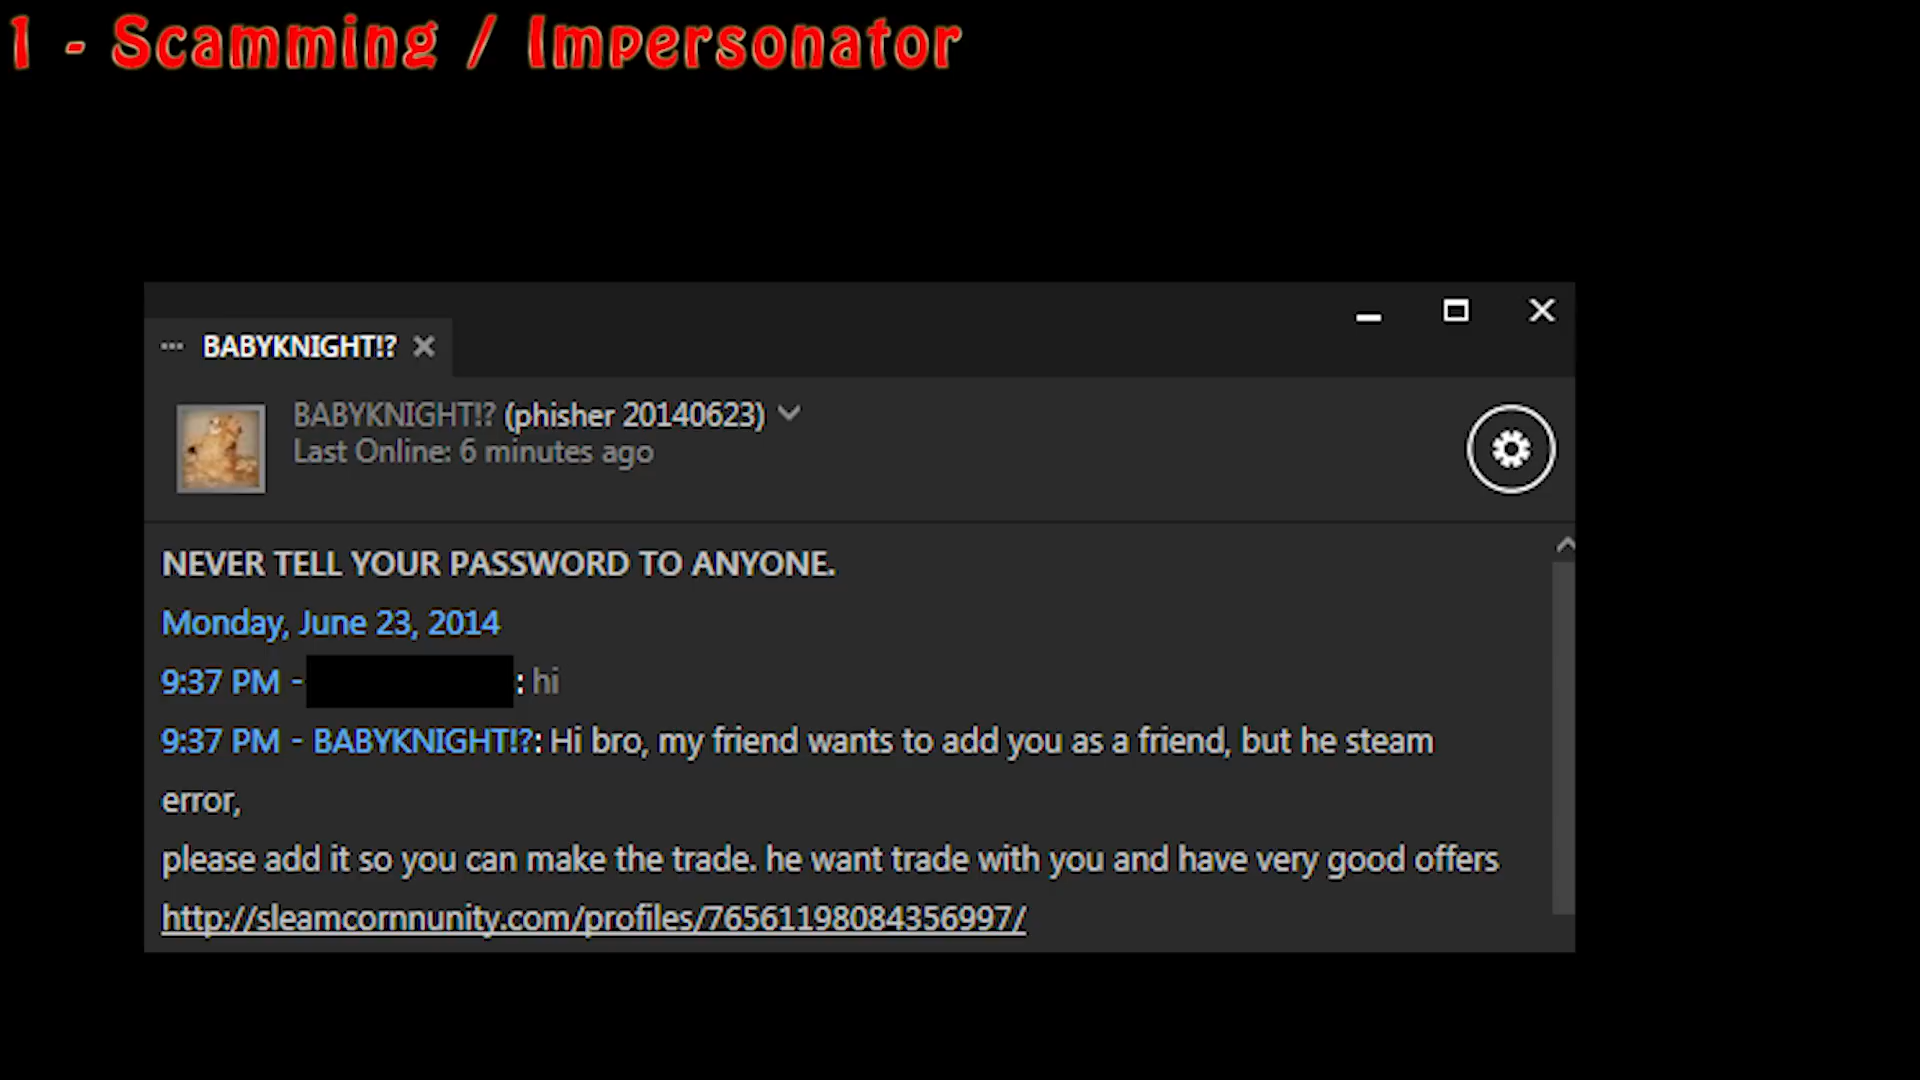 1 - Scamming / Impersonator
BABYKNIGHT!?
BABYKNIGHT!? (phisher 20140623)
Last Online: 6 minutes ago
NEVER TELL YOUR PASSWORD TO ANYONE.
Monday, June 23, 2014
9:37 PM - : hi
9:37 PM - BABYKNIGHT!?: Hi bro, my friend wants to add you as a friend, but he steam
error,
please add it so you can make the trade. he want trade with you and have very good offers
http://sleamcornnunity.com/profiles/76561198084356997/